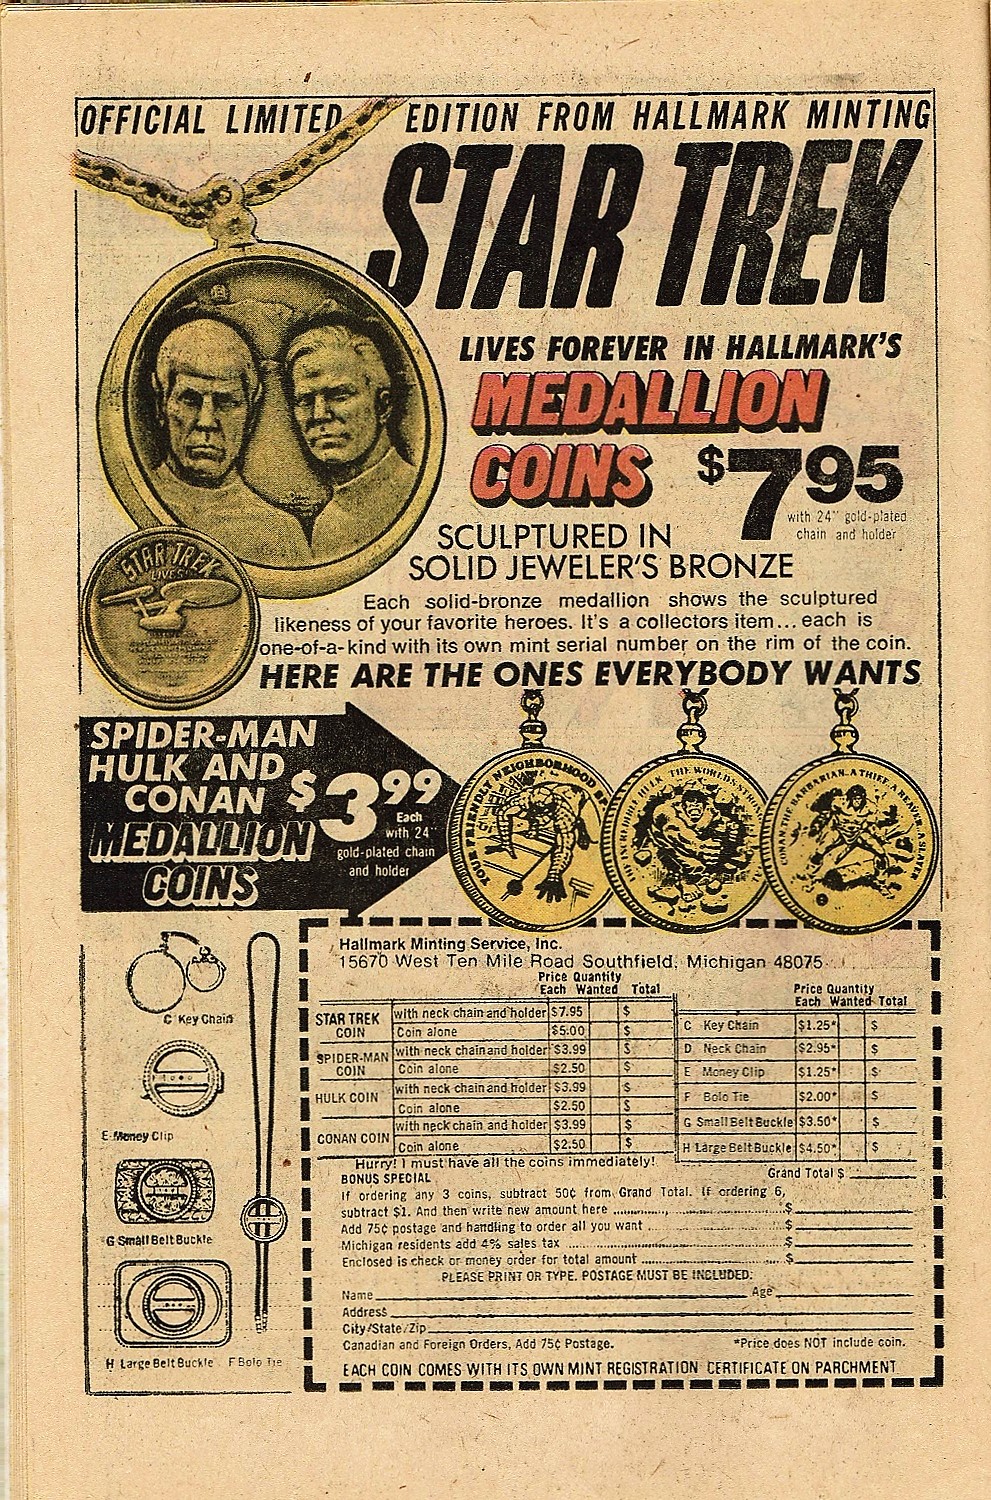 OFFICIAL LIMITED EDITION FROM HALLMARK MINTING
STAR TREK
LIVES FOREVER IN HALLMARK'S
MEDALLION
COINS $7.95
with 24" gold-plated
chain and holder
SCULPTURED IN
SOLID JEWELER'S BRONZE
STAR TREK
LIVES
Each solid-bronze medallion shows the sculptured
likeness of your favorite heroes. It's a collectors item... each is
one-of-a-kind with its own mint serial number on the rim of the coin.
HERE ARE THE ONES EVERYBODY WANTS
SPIDER-MAN
HULK AND
CONAN
MEDALLION
COINS
$3.99
Each
with 24"
gold-plated chain
and holder
YOUR FRIENDLY NEIGHBORHOOD
THE INCREDIBLE HULK THE WORLD'S
CONAN THE BARBARIAN. A THIEF, A REAVER, A SLAYER
C Key Chain
E Money Clip
G Small Belt Buckle
H Large Belt Buckle F Bolo Tie
Hallmark Minting Service, Inc.
15670 West Ten Mile Road Southfield, Michigan 48075
Price Quantity
Each Wanted Total
STAR TREK COIN with neck chain and holder $7.95 $
Coin alone $5.00 $
SPIDER-MAN COIN with neck chain and holder $3.99 $
Coin alone $2.50 $
HULK COIN with neck chain and holder $3.99 $
Coin alone $2.50 $
CONAN COIN with neck chain and holder $3.99 $
Coin alone $2.50 $
Price Quantity
Each Wanted Total
C Key Chain $1.25* $
D Neck Chain $2.95* $
E Money Clip $1.25* $
F Bolo Tie $2.00* $
G Small Belt Buckle $3.50* $
H Large Belt Buckle $4.50* $
Hurry! I must have all the coins immediately!
Grand Total $
BONUS SPECIAL
If ordering any 3 coins, subtract 50¢ from Grand Total. If ordering 6,
subtract $1. And then write new amount here $
Add 75¢ postage and handling to order all you want $
Michigan residents add 4% sales tax $
Enclosed is check or money order for total amount $
PLEASE PRINT OR TYPE. POSTAGE MUST BE INCLUDED.
Name Age
Address
City/State/Zip
Canadian and Foreign Orders, Add 75¢ Postage. *Price does NOT include coin.
EACH COIN COMES WITH ITS OWN MINT REGISTRATION CERTIFICATE ON PARCHMENT